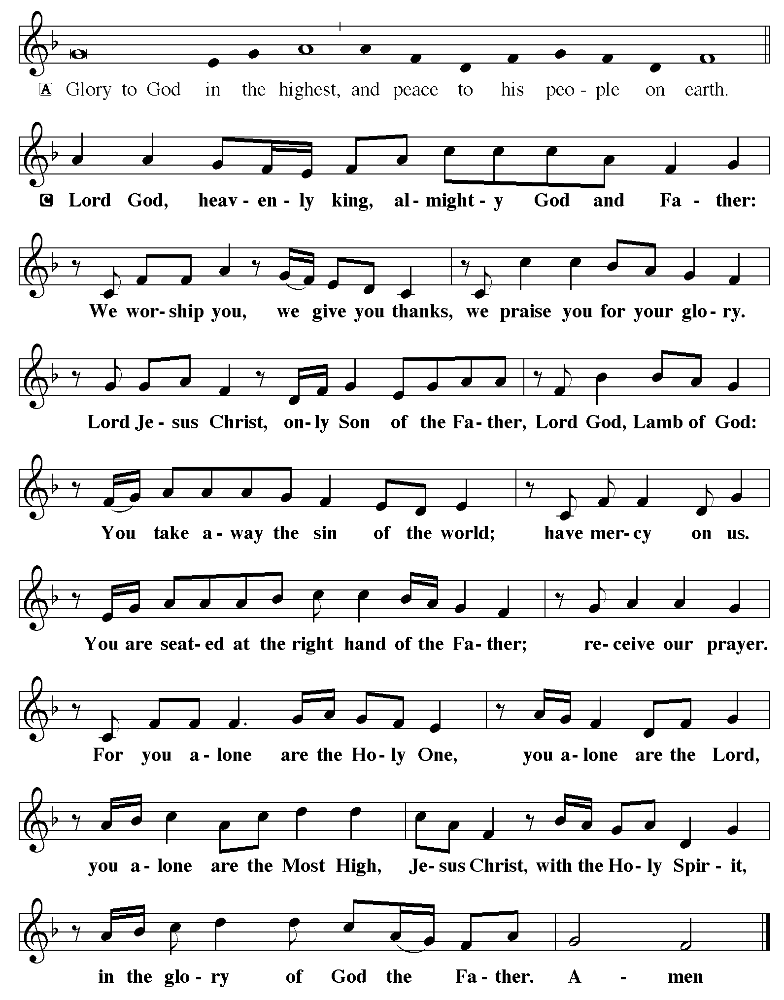 A Glory to God in the highest, and peace to his peo - ple on earth.
C Lord God, heav - en - ly king, al - might - y God and Fa - ther:
We wor - ship you, we give you thanks, we praise you for your glo - ry.
Lord Je - sus Christ, on - ly Son of the Fa - ther, Lord God, Lamb of God:
You take a - way the sin of the world; have mer - cy on us.
You are seat - ed at the right hand of the Fa - ther; re - ceive our prayer.
For you a - lone are the Ho - ly One, you a - lone are the Lord,
you a - lone are the Most High, Je - sus Christ, with the Ho - ly Spir - it,
in the glo - ry of God the Fa - ther. A - men